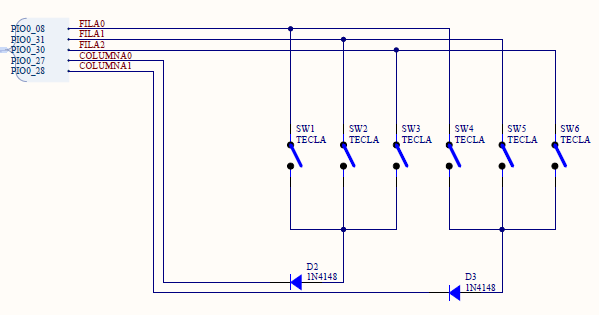 PIO0_08 FILA0
PIO0_31 FILA1
PIO0_30 FILA2
PIO0_27 COLUMNA0
PIO0_28 COLUMNA1
SW1 SW2 SW3 SW4 SW5 SW6
TECLA TECLA TECLA TECLA TECLA TECLA
D2
1N4148
D3
1N4148